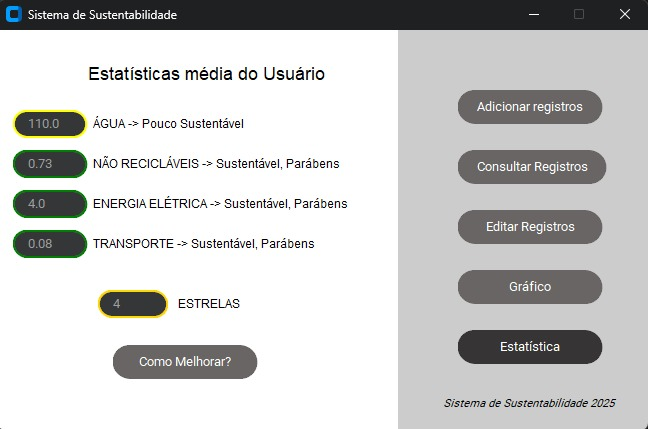 Sistema de Sustentabilidade
Estatísticas média do Usuário
110.0 ÁGUA -> Pouco Sustentável
0.73 NÃO RECICLÁVEIS -> Sustentável, Parábens
4.0 ENERGIA ELÉTRICA -> Sustentável, Parábens
0.08 TRANSPORTE -> Sustentável, Parábens
4 ESTRELAS
Como Melhorar?
Adicionar registros
Consultar Registros
Editar Registros
Gráfico
Estatística
Sistema de Sustentabilidade 2025